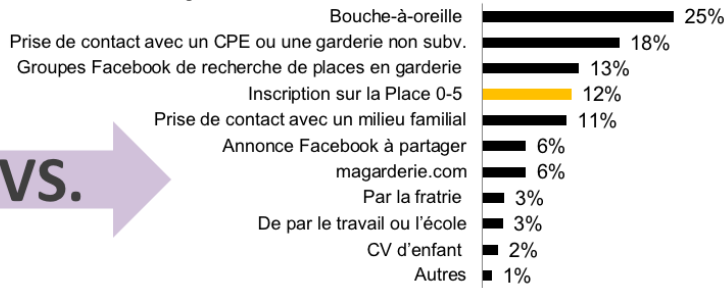 Bouche-à-oreille 25%
Prise de contact avec un CPE ou une garderie non subv. 18%
Groupes Facebook de recherche de places en garderie 13%
Inscription sur la Place 0-5 12%
Prise de contact avec un milieu familial 11%
Annonce Facebook à partager 6%
magarderie.com 6%
VS.
Par la fratrie 3%
De par le travail ou l'école 3%
CV d'enfant 2%
Autres 1%